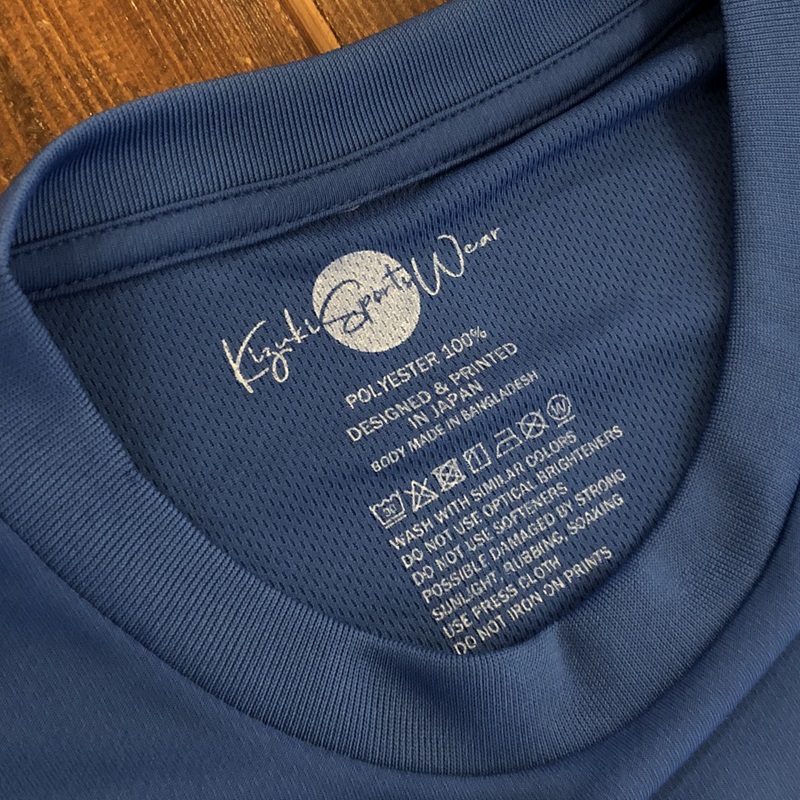 Kizuki Sports Wear
POLYESTER 100%
DESIGNED & PRINTED
IN JAPAN
BODY MADE IN BANGLADESH
30 W
WASH WITH SIMILAR COLORS
DO NOT USE OPTICAL BRIGHTENERS
DO NOT USE SOFTENERS
POSSIBLE DAMAGED BY STRONG
SUNLIGHT, RUBBING, SOAKING
USE PRESS CLOTH
DO NOT IRON ON PRINTS